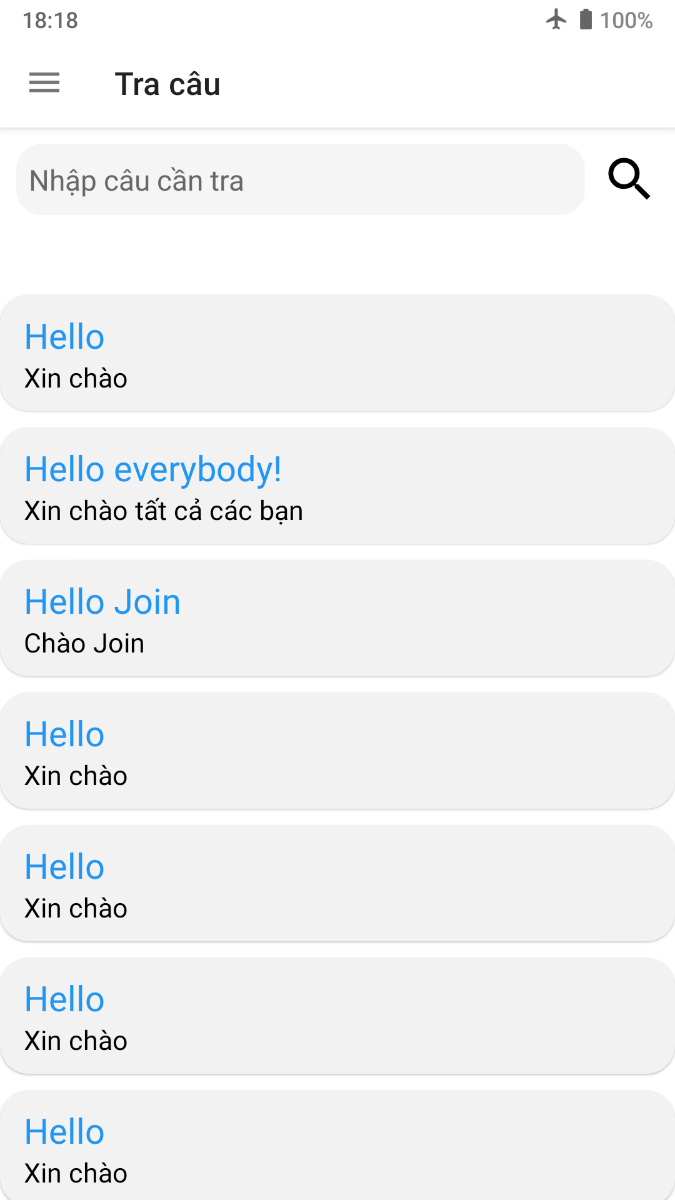 18:18
100%
Tra câu
Nhập câu cần tra
Hello
Xin chào
Hello everybody!
Xin chào tất cả các bạn
Hello Join
Chào Join
Hello
Xin chào
Hello
Xin chào
Hello
Xin chào
Hello
Xin chào